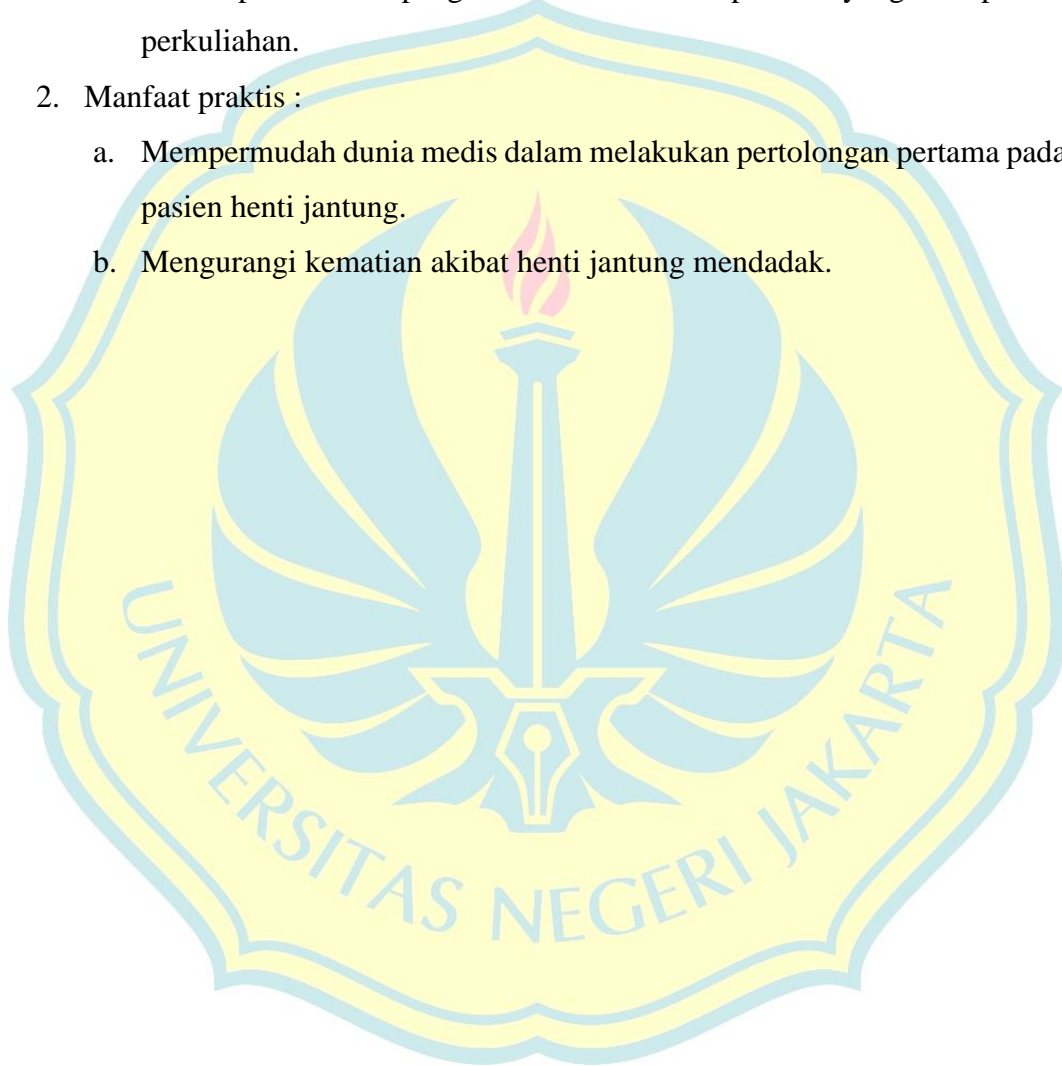 perkuliahan.
2. Manfaat praktis :
a. Mempermudah dunia medis dalam melakukan pertolongan pertama pada
pasien henti jantung.
b. Mengurangi kematian akibat henti jantung mendadak.
UNIVERSITAS NEGERI JAKARTA